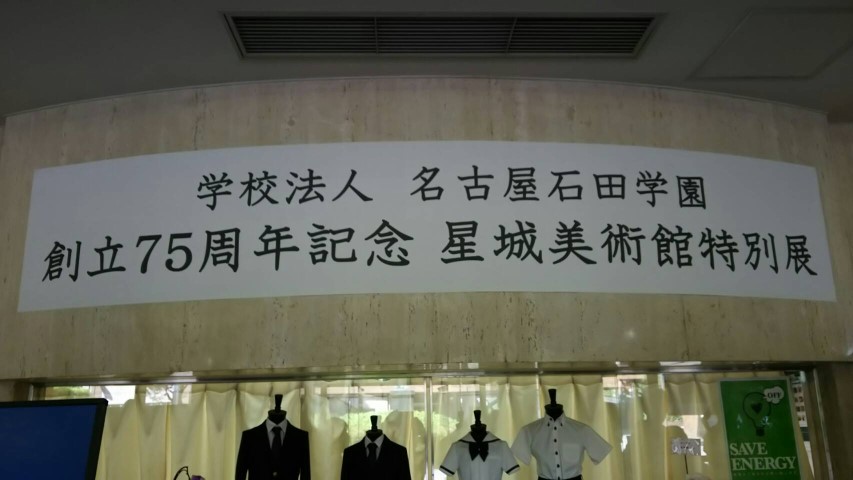 学校法人 名古屋石田学園
創立75周年記念 星城美術館特別展
OFF
SAVE
ENERGY